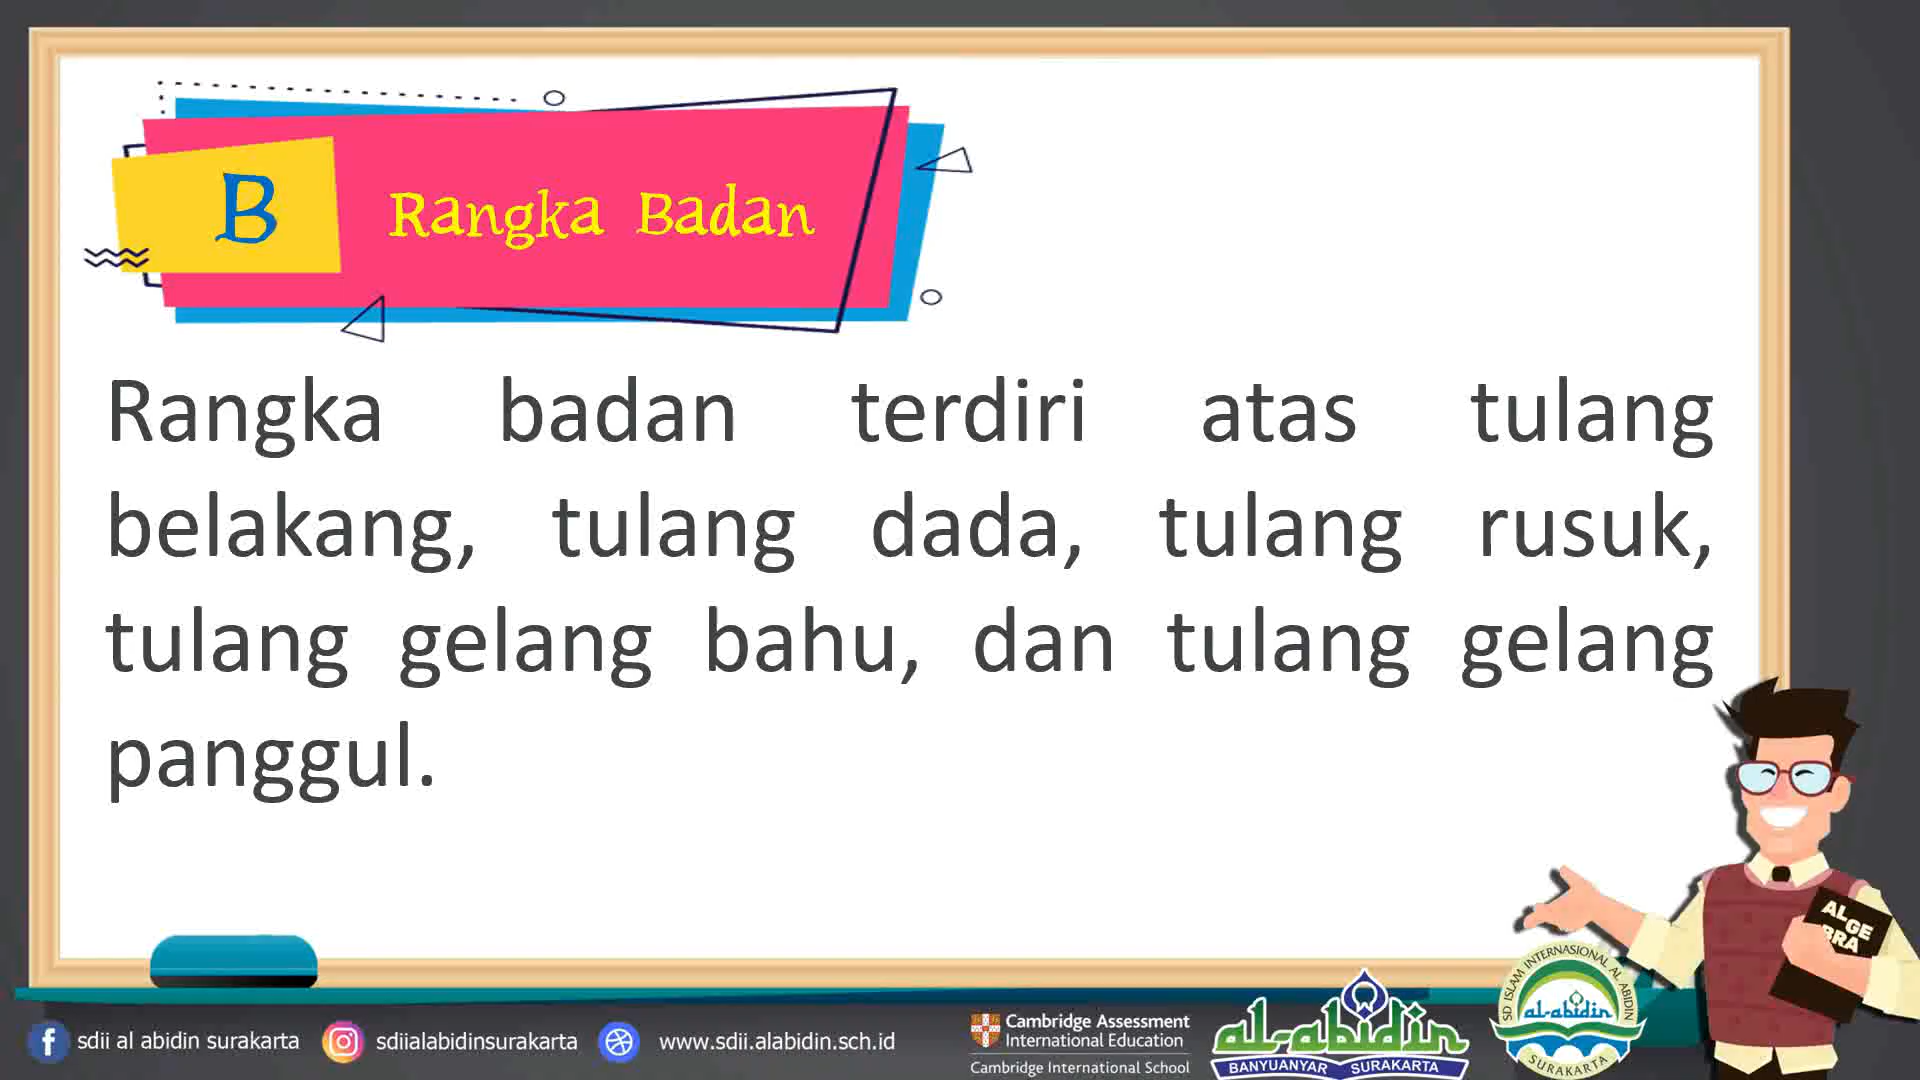 B Rangka Badan
Rangka badan terdiri atas tulang
belakang, tulang dada, tulang rusuk,
tulang gelang bahu, dan tulang gelang
panggul.
ALGE
BRA
sdii al abidin surakarta
sdiialabidinsurakarta
www.sdii.alabidin.sch.id
Cambridge Assessment
International Education
Cambridge International School
al-abidin
BANYUANYAR SURAKARTA
SD ISLAM INTERNASIONAL AL ABIDIN
al-abidin
SURAKARTA